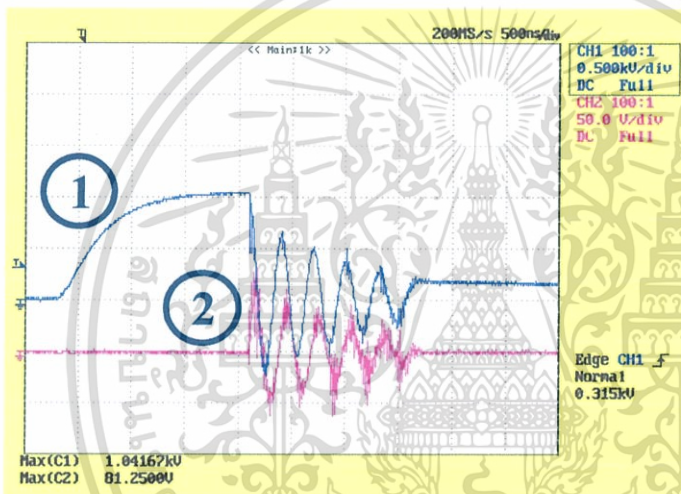 200MS/s 500ns/div
<< Main:1k >>
CH1 100:1
0.500kV/div
DC Full
CH2 100:1
50.0 V/div
DC Full
1
2
Edge CH1
Normal
0.315kV
Max(C1) 1.04167kV
Max(C2) 81.2500V